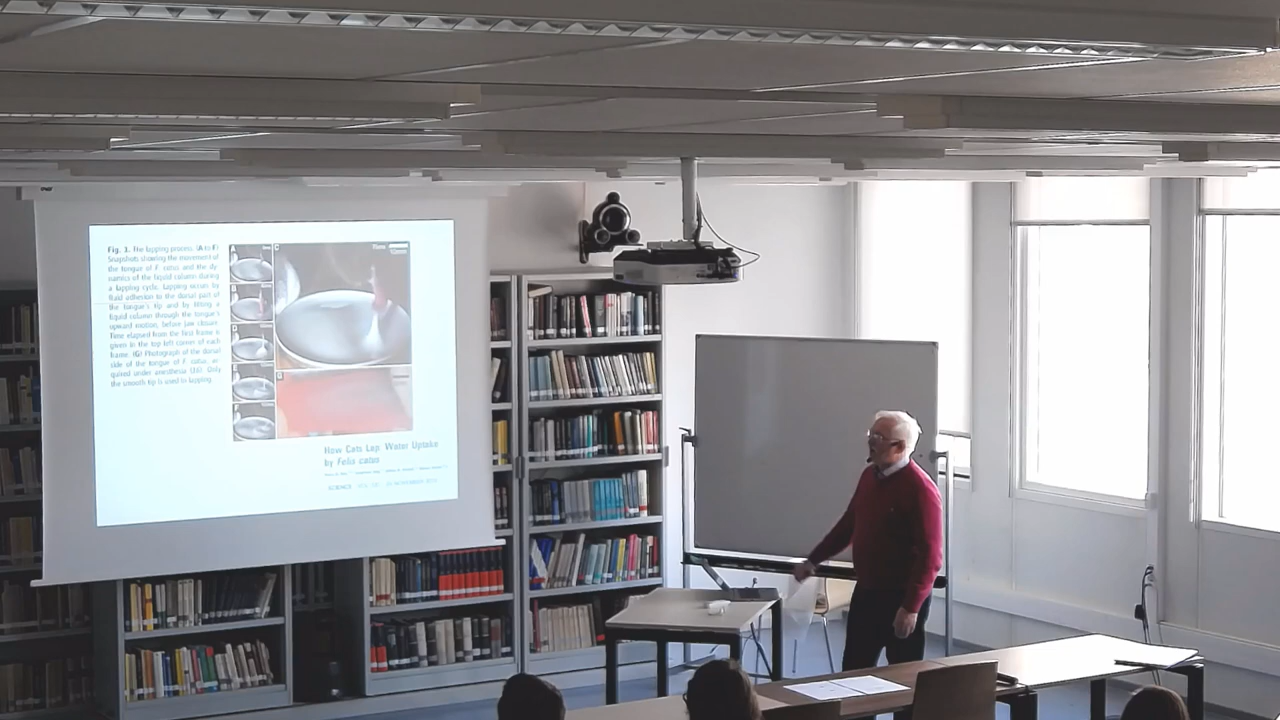 Fig. 3. The lapping process. (A to F)
Snapshots showing the movement of
the tongue of F. catus and the dy-
namics of the liquid column during
a lapping cycle. Lapping occurs by
fluid adhesion to the dorsal part of
the tongue's tip and by lifting a
liquid column through the tongue's
upward motion, before jaw closure.
Time elapsed from the first frame is
given in the top left corner of each
frame. (G) Photograph of the dorsal
side of the tongue of F. catus, ac-
quired under anesthesia (16). Only
the smooth tip is used in lapping.
How Cats Lap: Water Uptake
by Felis catus
SCIENCE NOVEMBER